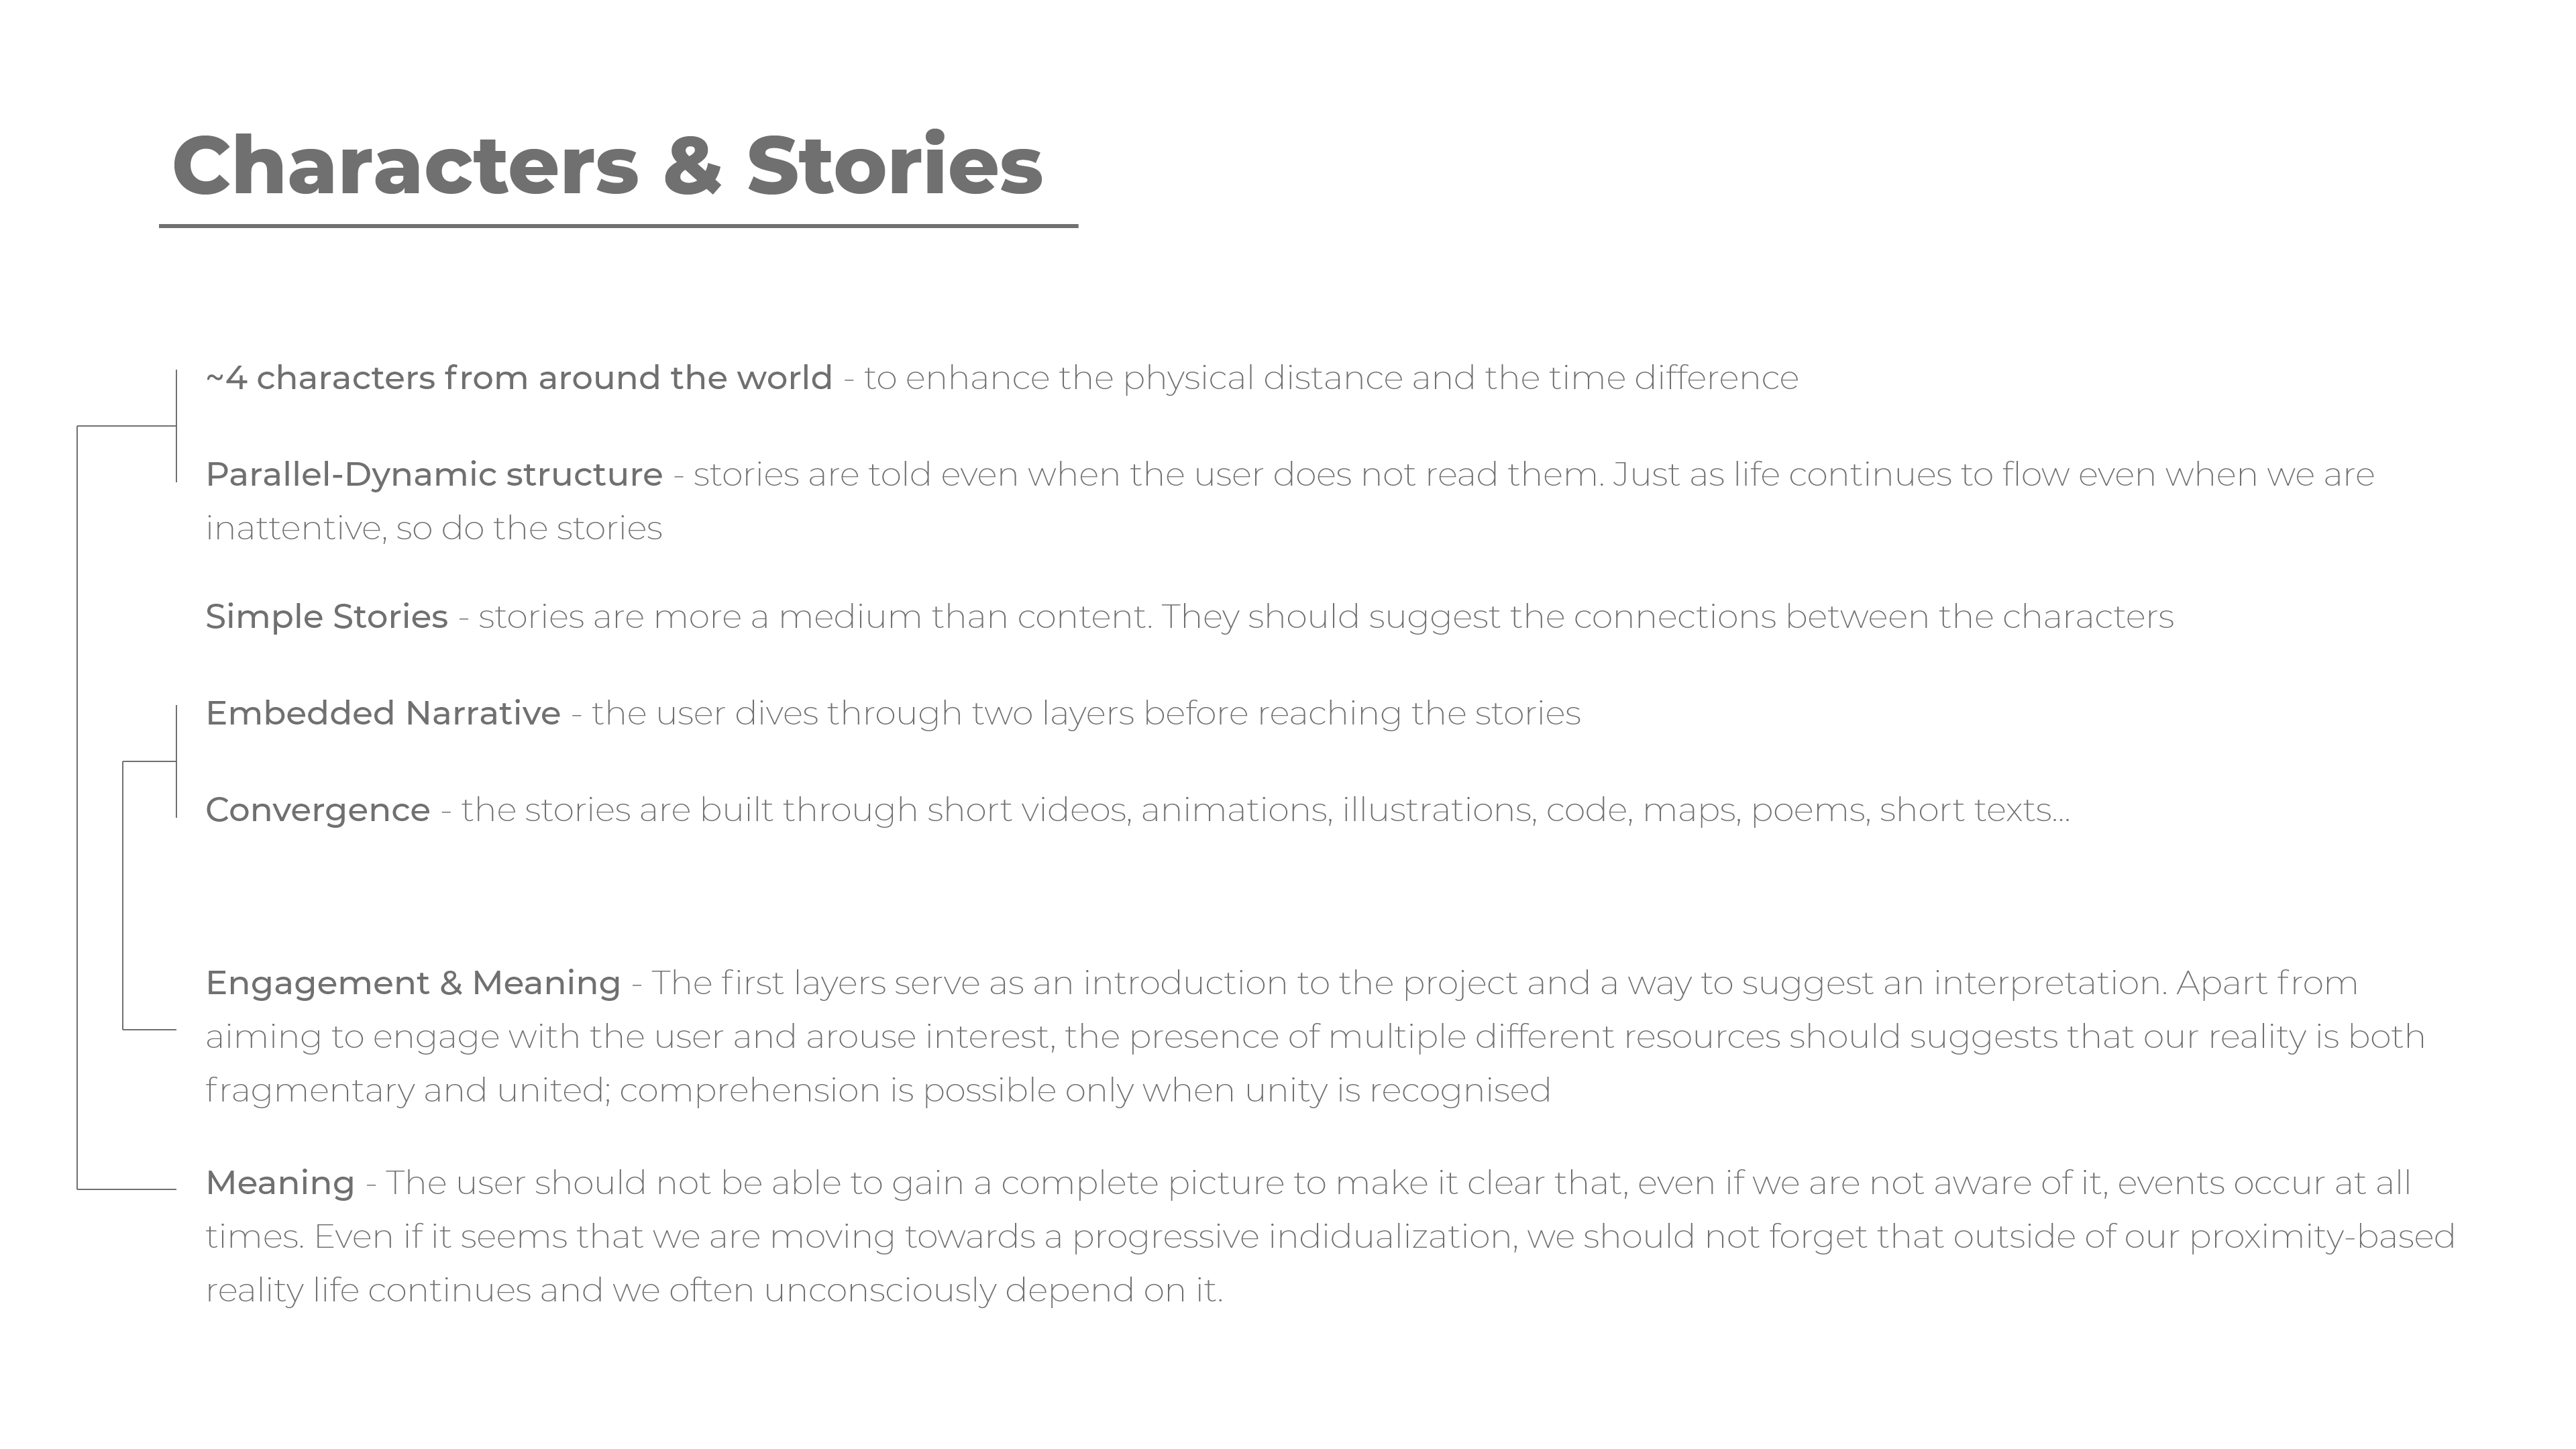 Characters & Stories
~4 characters from around the world - to enhance the physical distance and the time difference
Parallel-Dynamic structure - stories are told even when the user does not read them. Just as life continues to flow even when we are
inattentive, so do the stories
Simple Stories - stories are more a medium than content. They should suggest the connections between the characters
Embedded Narrative - the user dives through two layers before reaching the stories
Convergence - the stories are built through short videos, animations, illustrations, code, maps, poems, short texts...
Engagement & Meaning - The first layers serve as an introduction to the project and a way to suggest an interpretation. Apart from
aiming to engage with the user and arouse interest, the presence of multiple different resources should suggests that our reality is both
fragmentary and united; comprehension is possible only when unity is recognised
Meaning - The user should not be able to gain a complete picture to make it clear that, even if we are not aware of it, events occur at all
times. Even if it seems that we are moving towards a progressive indidualization, we should not forget that outside of our proximity-based
reality life continues and we often unconsciously depend on it.